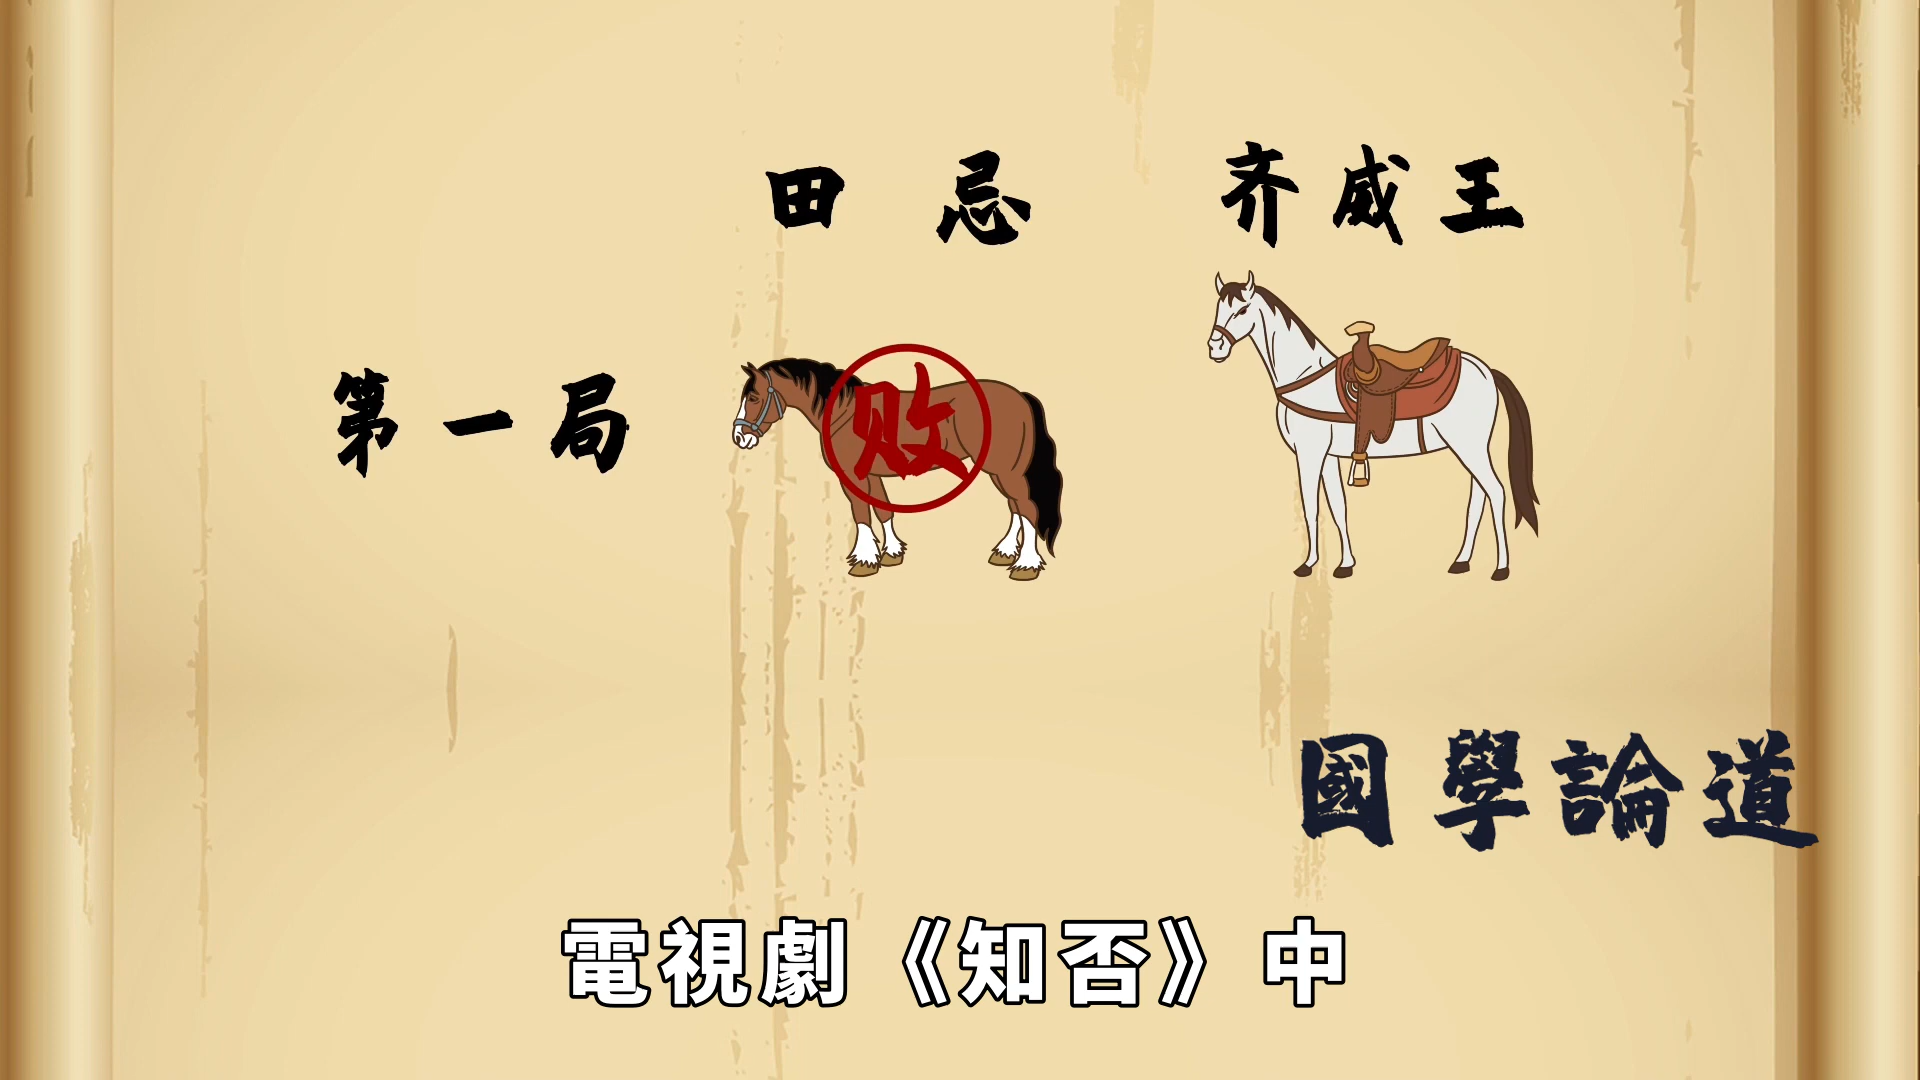 田忌 齐威王
第一局
败
國學論道
電視劇《知否》中